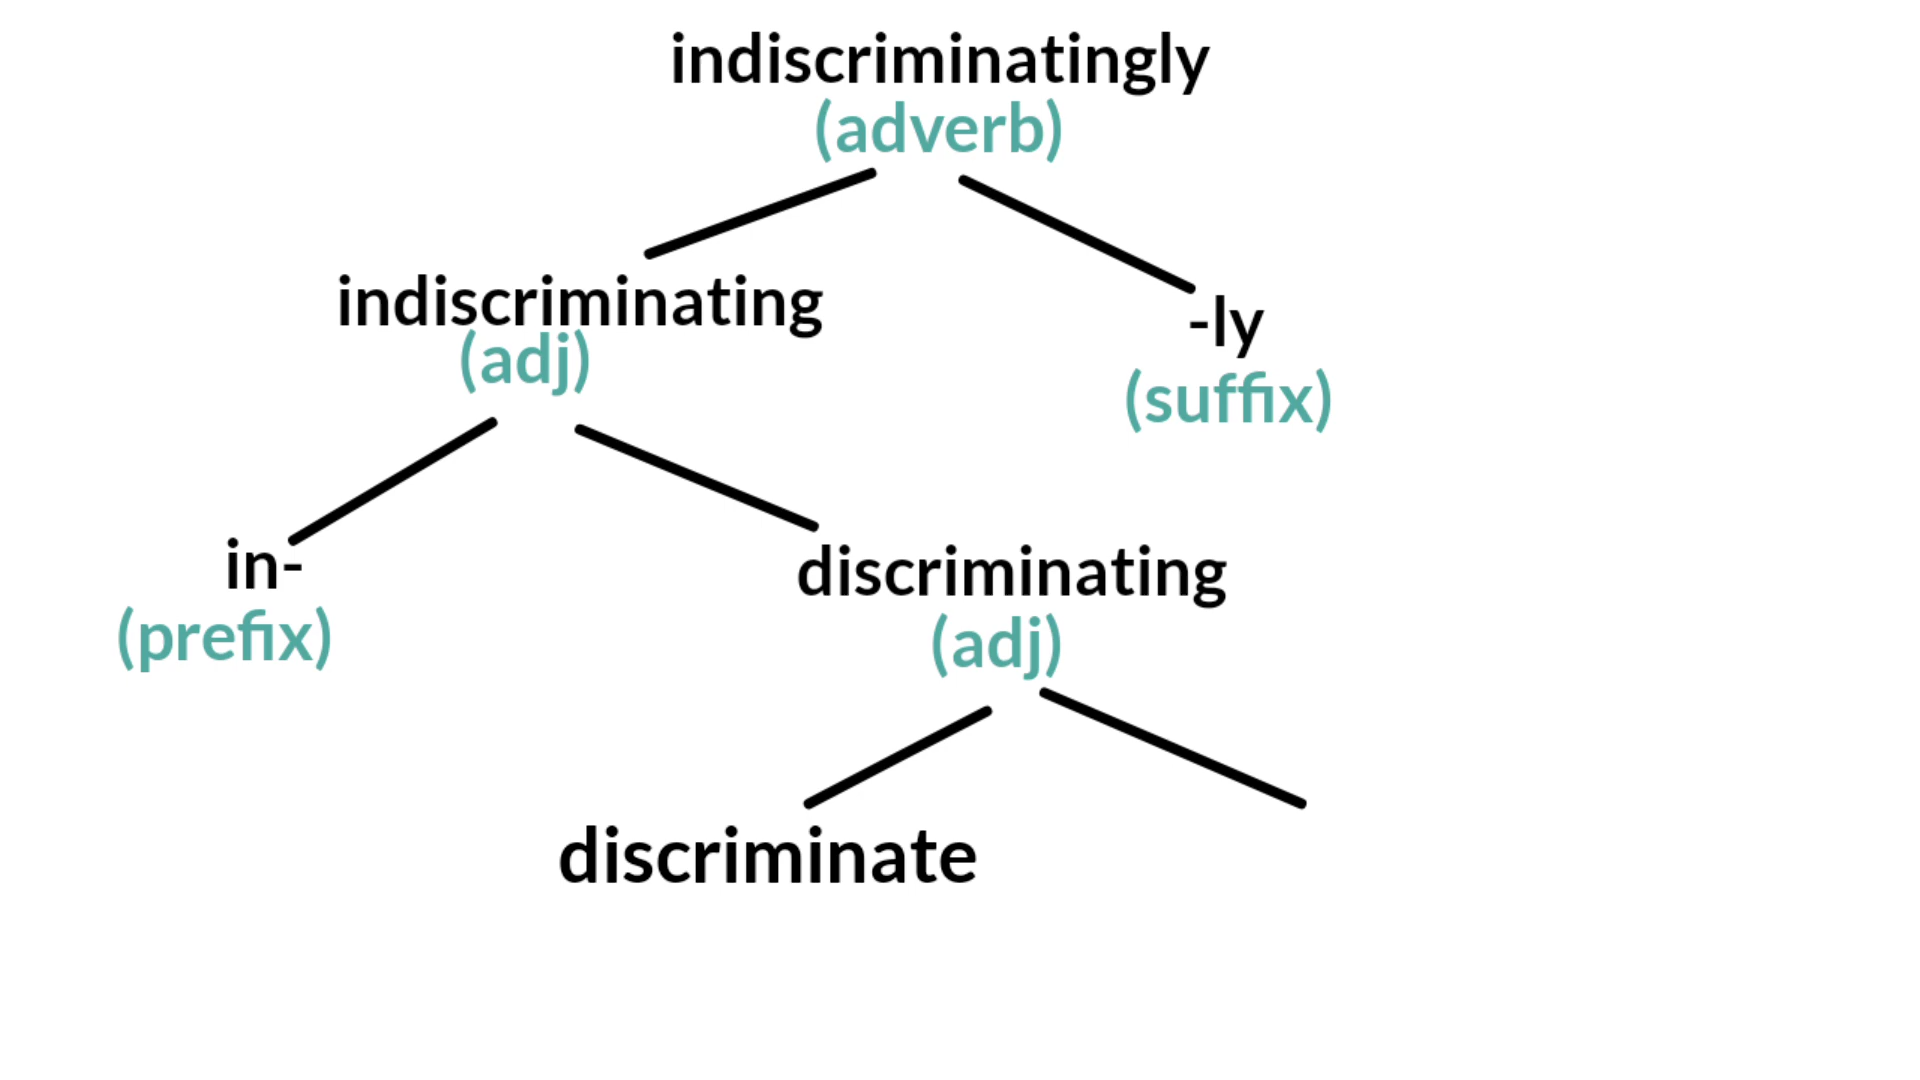 indiscriminatingly
(adverb)
indiscriminating
(adj)
-ly
(suffix)
in-
(prefix)
discriminating
(adj)
discriminate